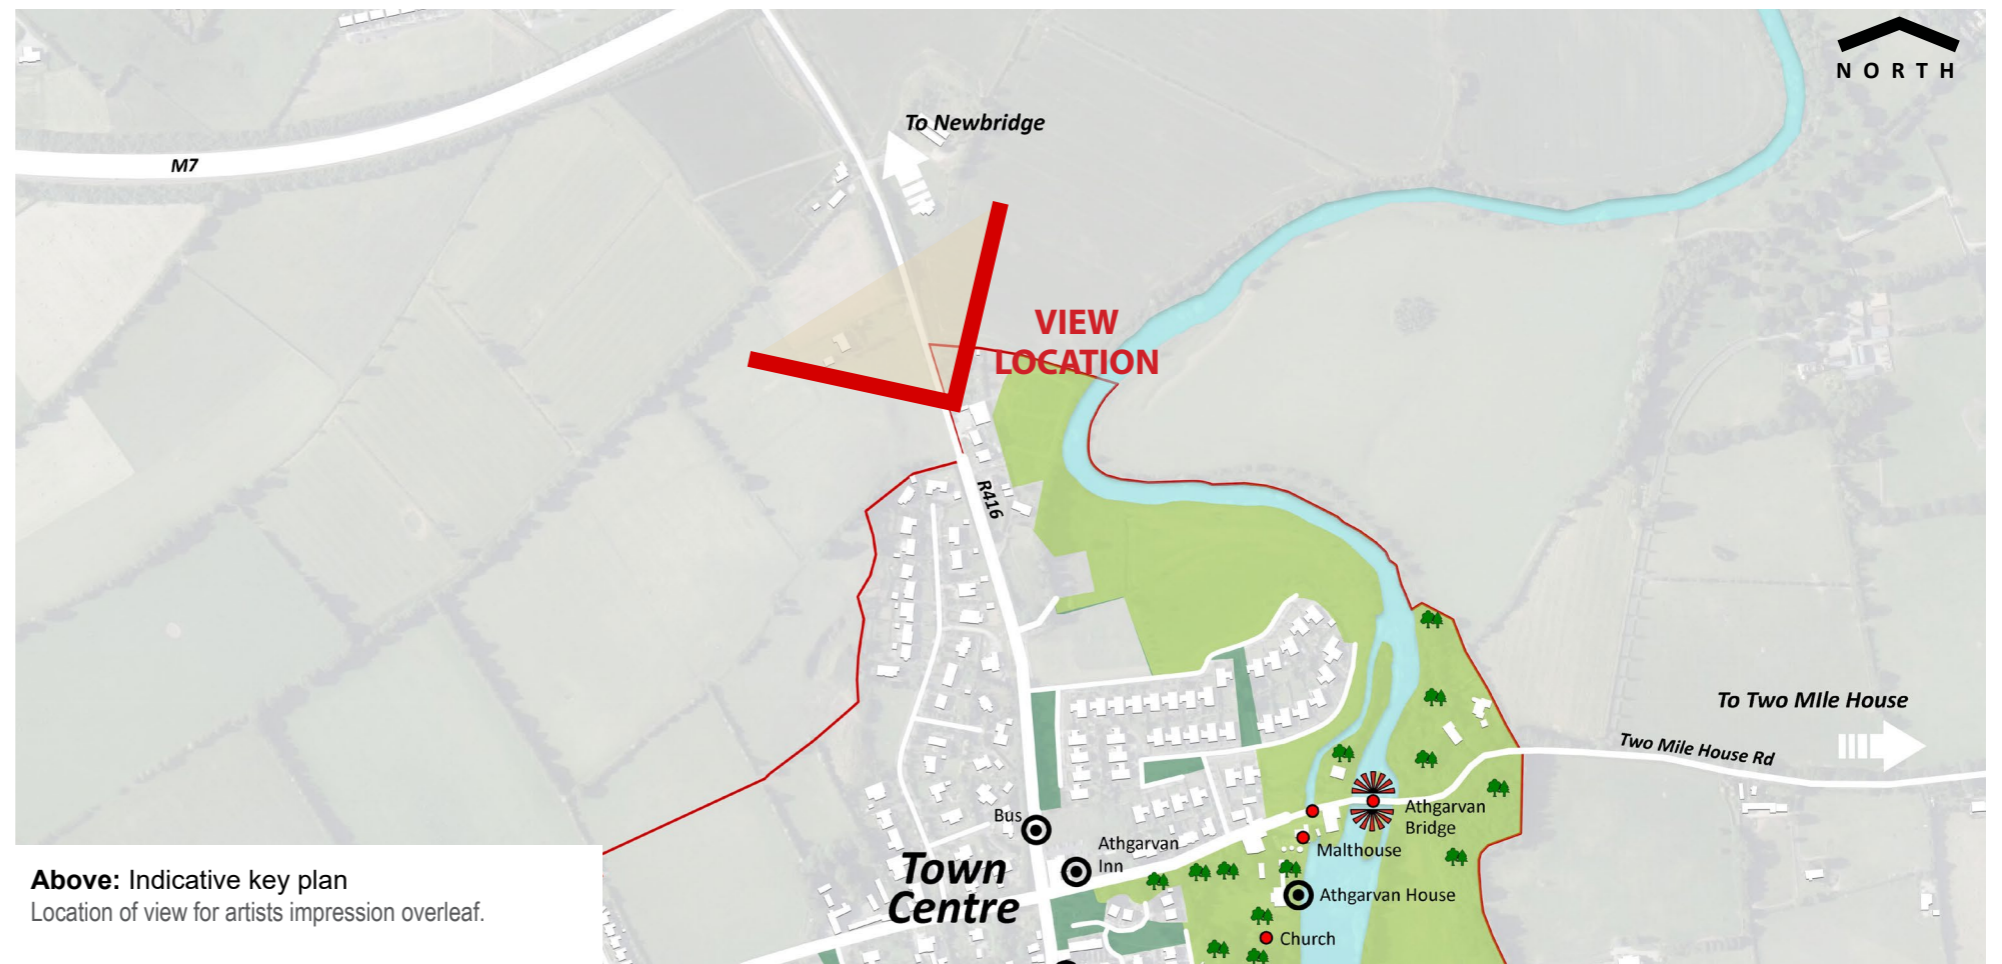 NORTH
To Newbridge
M7
VIEW
LOCATION
R416
To Two MIle House
Two Mile House Rd
Bus
Athgarvan
Inn
Athgarvan
Bridge
Malthouse
Town
Centre
Athgarvan House
Church
Above: Indicative key plan
Location of view for artists impression overleaf.